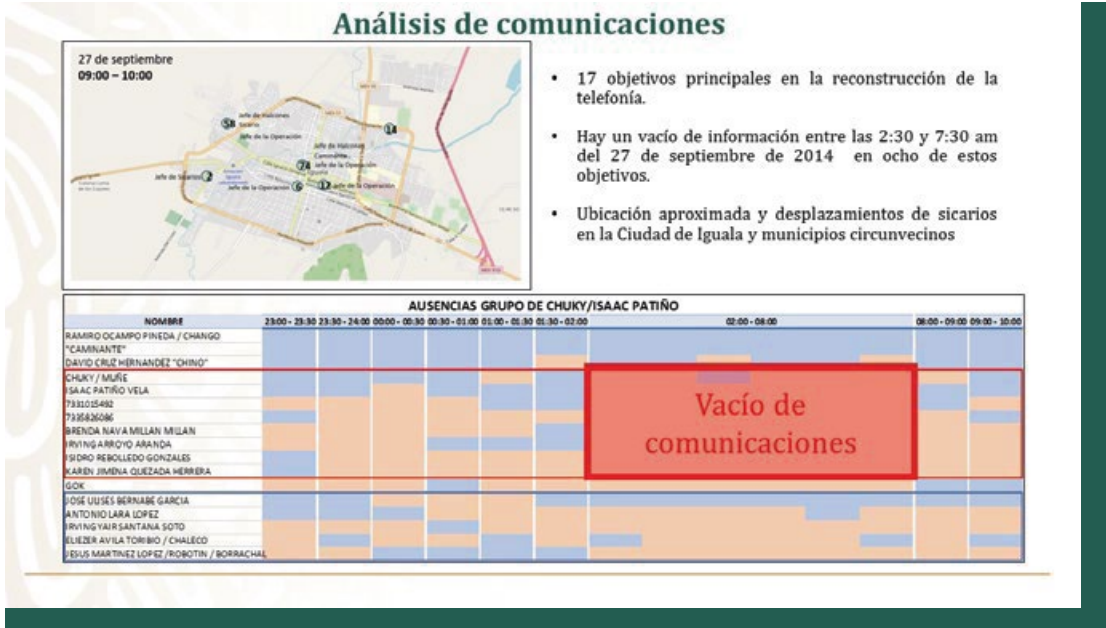 Análisis de comunicaciones
27 de septiembre
09:00 – 10:00
Jefe de Halcones
Sicario
58
Jefe de la Operación
14
Jefe de Halcones
Caminante
74
Jefe de la Operación
Iguala
Jefe de Sicarios 2
Jefe de la Operación 6
17 Jefe de la Operación
• 17 objetivos principales en la reconstrucción de la
telefonía.
• Hay un vacío de información entre las 2:30 y 7:30 am
del 27 de septiembre de 2014 en ocho de estos
objetivos.
• Ubicación aproximada y desplazamientos de sicarios
en la Ciudad de Iguala y municipios circunvecinos
AUSENCIAS GRUPO DE CHUKY/ISAAC PATIÑO
NOMBRE 23:00 - 23:30 23:30 - 24:00 00:00 - 00:30 00:30 - 01:00 01:00 - 01:30 01:30 - 02:00 02:00 - 08:00 08:00 - 09:00 09:00 - 10:00
RAMIRO OCAMPO PINEDA / CHANGO
"CAMINANTE"
DAVID CRUZ HERNANDEZ "CHINO"
CHUKY / MUÑE
ISAAC PATIÑO VELA
7331015492
7335826086
BRENDA NAVA MILLAN MILLAN
IRVING ARROYO ARANDA
ISIDRO REBOLLEDO GONZALES
KAREN JIMENA QUEZADA HERRERA
Vacío de
comunicaciones
GOK
JOSE ULISES BERNABE GARCIA
ANTONIO LARA LOPEZ
IRVING YAIR SANTANA SOTO
ELIEZER AVILA TORIBIO / CHALECO
JESUS MARTINEZ LOPEZ /ROBOTIN / BORRACHAL